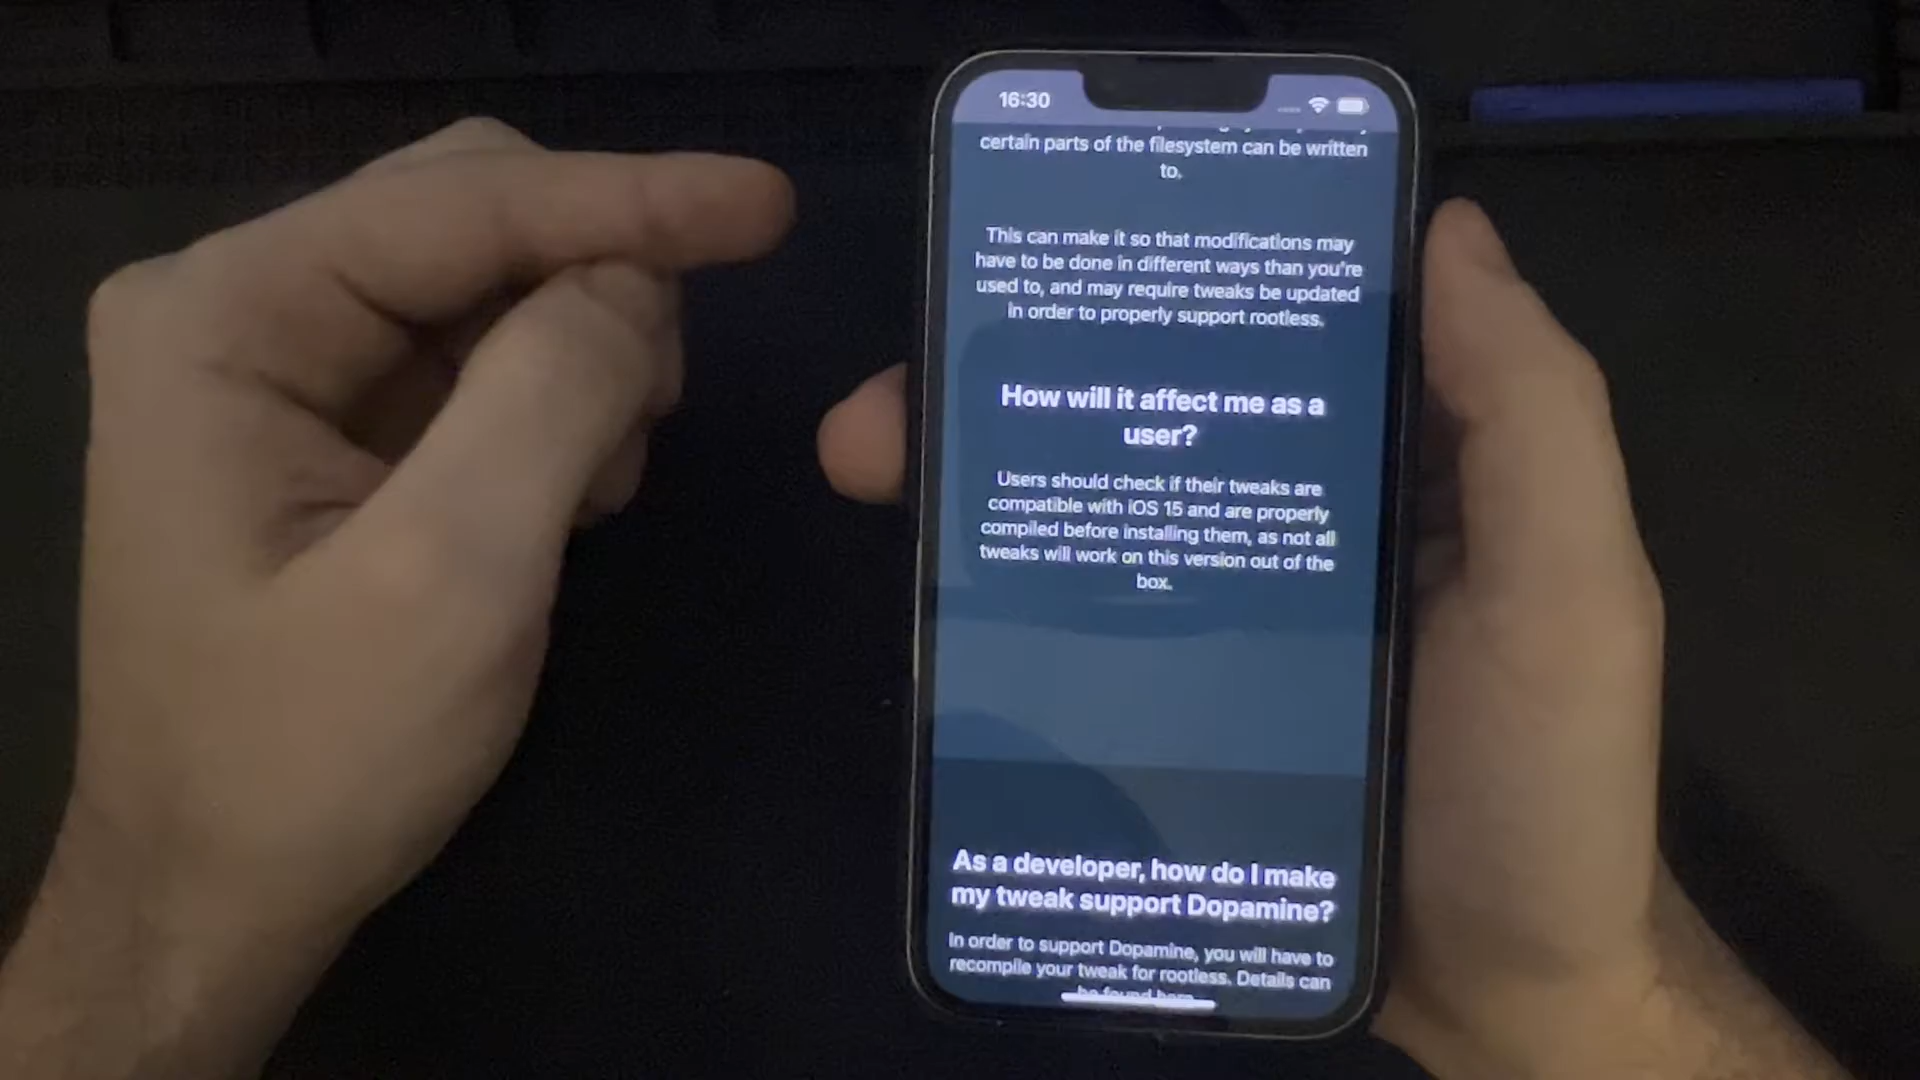 16:30
certain parts of the filesystem can be written
to.
This can make it so that modifications may
have to be done in different ways than you're
used to, and may require tweaks be updated
in order to properly support rootless.
How will it affect me as a
user?
Users should check if their tweaks are
compatible with iOS 15 and are properly
compiled before installing them, as not all
tweaks will work on this version out of the
box.
As a developer, how do I make
my tweak support Dopamine?
In order to support Dopamine, you will have to
recompile your tweak for rootless. Details can
be found here